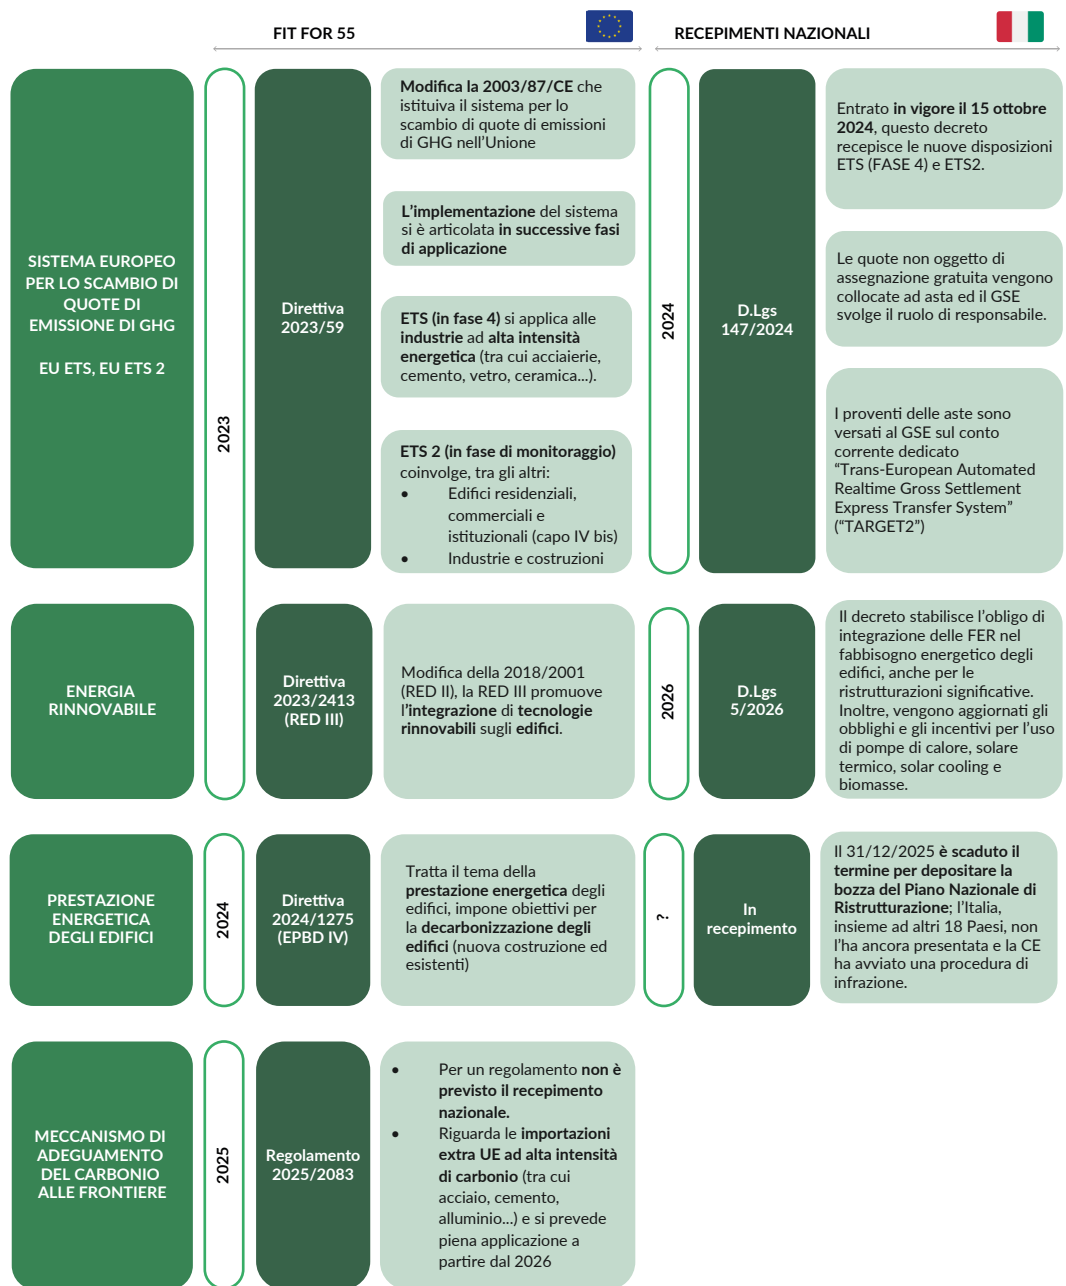 FIT FOR 55
RECEPIMENTI NAZIONALI
SISTEMA EUROPEO
PER LO SCAMBIO DI
QUOTE DI
EMISSIONE DI GHG
EU ETS, EU ETS 2
2023
Direttiva
2023/59
Modifica la 2003/87/CE che
istituiva il sistema per lo
scambio di quote di emissioni
di GHG nell'Unione
L'implementazione del sistema
si è articolata in successive fasi
di applicazione
ETS (in fase 4) si applica alle
industrie ad alta intensità
energetica (tra cui acciaierie,
cemento, vetro, ceramica...).
ETS 2 (in fase di monitoraggio)
coinvolge, tra gli altri:
• Edifici residenziali,
commerciali e
istituzionali (capo IV bis)
• Industrie e costruzioni
2024
D.Lgs
147/2024
Entrato in vigore il 15 ottobre
2024, questo decreto
recepisce le nuove disposizioni
ETS (FASE 4) e ETS2.
Le quote non oggetto di
assegnazione gratuita vengono
collocate ad asta ed il GSE
svolge il ruolo di responsabile.
I proventi delle aste sono
versati al GSE sul conto
corrente dedicato
“Trans-European Automated
Realtime Gross Settlement
Express Transfer System”
(“TARGET2”)
ENERGIA
RINNOVABILE
Direttiva
2023/2413
(RED III)
Modifica della 2018/2001
(RED II), la RED III promuove
l'integrazione di tecnologie
rinnovabili sugli edifici.
2026
D.Lgs
5/2026
Il decreto stabilisce l'obligo di
integrazione delle FER nel
fabbisogno energetico degli
edifici, anche per le
ristrutturazioni significative.
Inoltre, vengono aggiornati gli
obblighi e gli incentivi per l'uso
di pompe di calore, solare
termico, solar cooling e
biomasse.
PRESTAZIONE
ENERGETICA
DEGLI EDIFICI
2024
Direttiva
2024/1275
(EPBD IV)
Tratta il tema della
prestazione energetica degli
edifici, impone obiettivi per
la decarbonizzazione degli
edifici (nuova costruzione ed
esistenti)
?
In
recepimento
Il 31/12/2025 è scaduto il
termine per depositare la
bozza del Piano Nazionale di
Ristrutturazione; l'Italia,
insieme ad altri 18 Paesi, non
l'ha ancora presentata e la CE
ha avviato una procedura di
infrazione.
MECCANISMO DI
ADEGUAMENTO
DEL CARBONIO
ALLE FRONTIERE
2025
Regolamento
2025/2083
• Per un regolamento non è
previsto il recepimento
nazionale.
• Riguarda le importazioni
extra UE ad alta intensità
di carbonio (tra cui
acciaio, cemento,
alluminio...) e si prevede
piena applicazione a
partire dal 2026